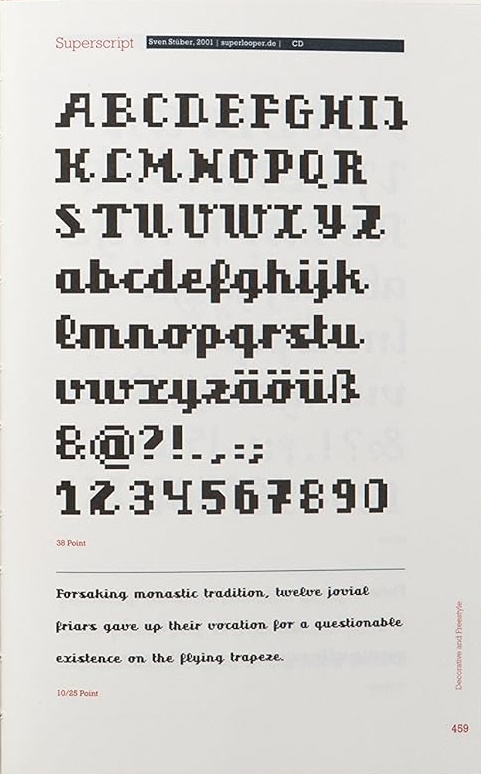 Superscript Sven Stüber, 2001 | superlooper.de | CD
ABCDEFGHIJ
KLMNOPQR
STUVWXYZ
abcdefghijk
lmnopqrstu
vwxyzäöüß
&@?!.,:;
1234567890
38 Point
Forsaking monastic tradition, twelve jovial
friars gave up their vocation for a questionable
existence on the flying trapeze.
10/25 Point
Decorative and Freestyle
459